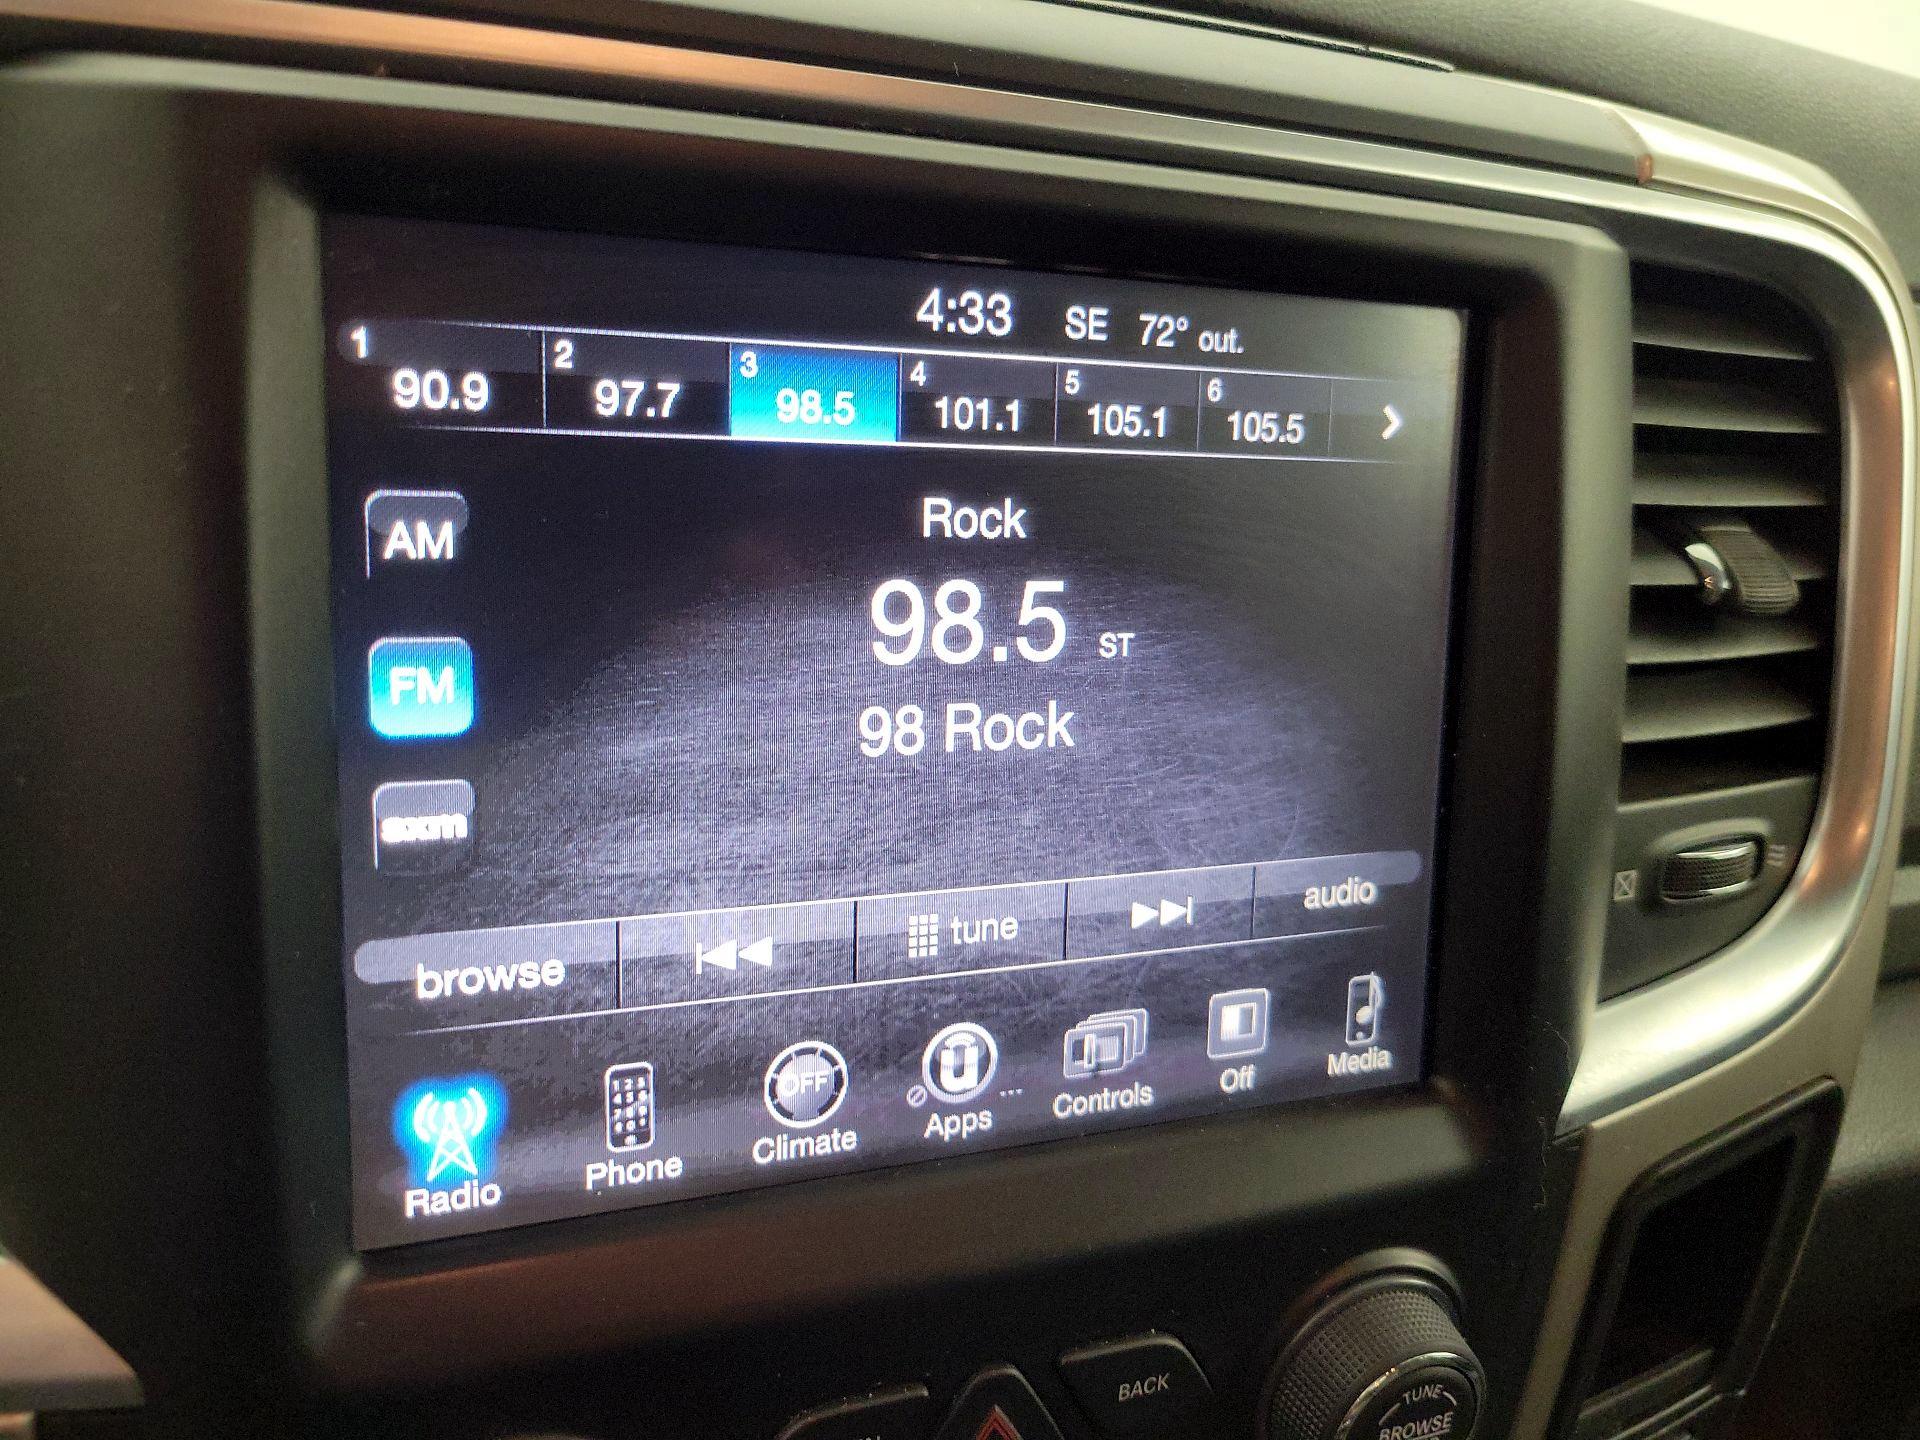 4:33 SE 72° out.
1 2 3 4 5 6
90.9 97.7 98.5 101.1 105.1 105.5
AM
Rock
98.5 ST
FM
98 Rock
sxm
browse tune audio
OFF
Radio Phone Climate Apps Controls Off Media
BACK
TUNE
BROWSE